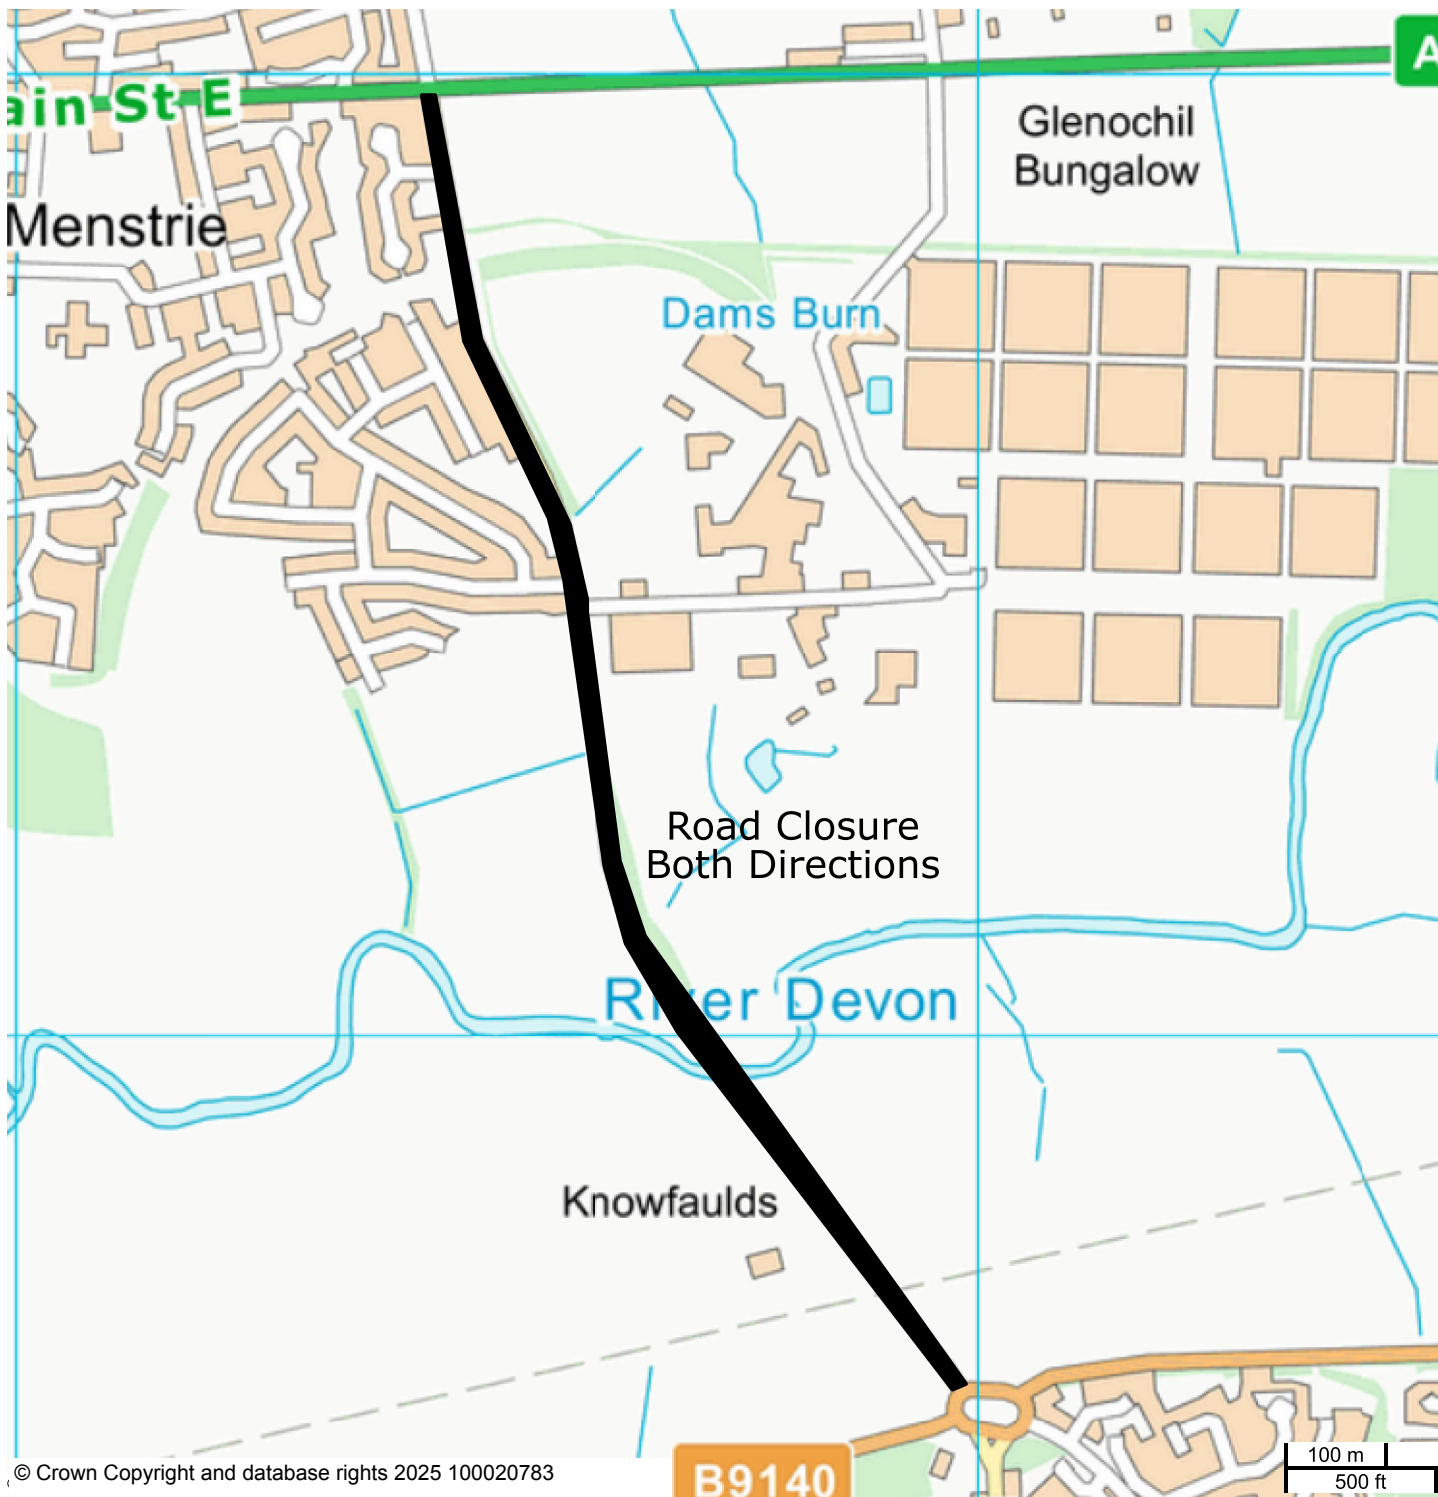 A
ain St E
Glenochil
Bungalow
Menstrie
Dams Burn
Road Closure
Both Directions
River Devon
Knowfaulds
B9140
© Crown Copyright and database rights 2025 100020783
100 m
500 ft